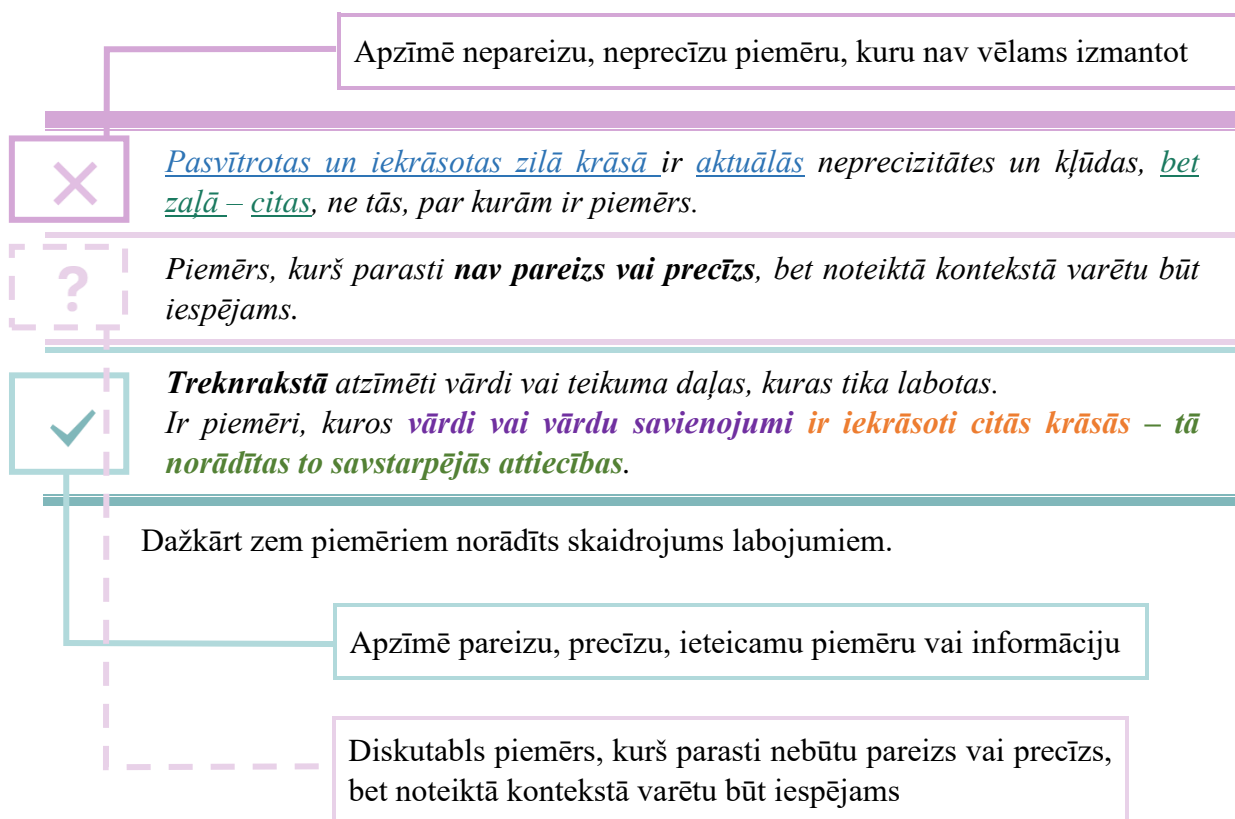 Apzīmē nepareizu, neprecīzu piemēru, kuru nav vēlams izmantot
Pasvītrotas un iekrāsotas zilā krāsā ir aktuālās neprecizitātes un kļūdas, bet
zaļā – citas, ne tās, par kurām ir piemērs.
?
Piemērs, kurš parasti nav pareizs vai precīzs, bet noteiktā kontekstā varētu būt
iespējams.
Treknrakstā atzīmēti vārdi vai teikuma daļas, kuras tika labotas.
Ir piemēri, kuros vārdi vai vārdu savienojumi ir iekrāsoti citās krāsās – tā
norādītas to savstarpējās attiecības.
Dažkārt zem piemēriem norādīts skaidrojums labojumiem.
Apzīmē pareizu, precīzu, ieteicamu piemēru vai informāciju
Diskutabls piemērs, kurš parasti nebūtu pareizs vai precīzs,
bet noteiktā kontekstā varētu būt iespējams